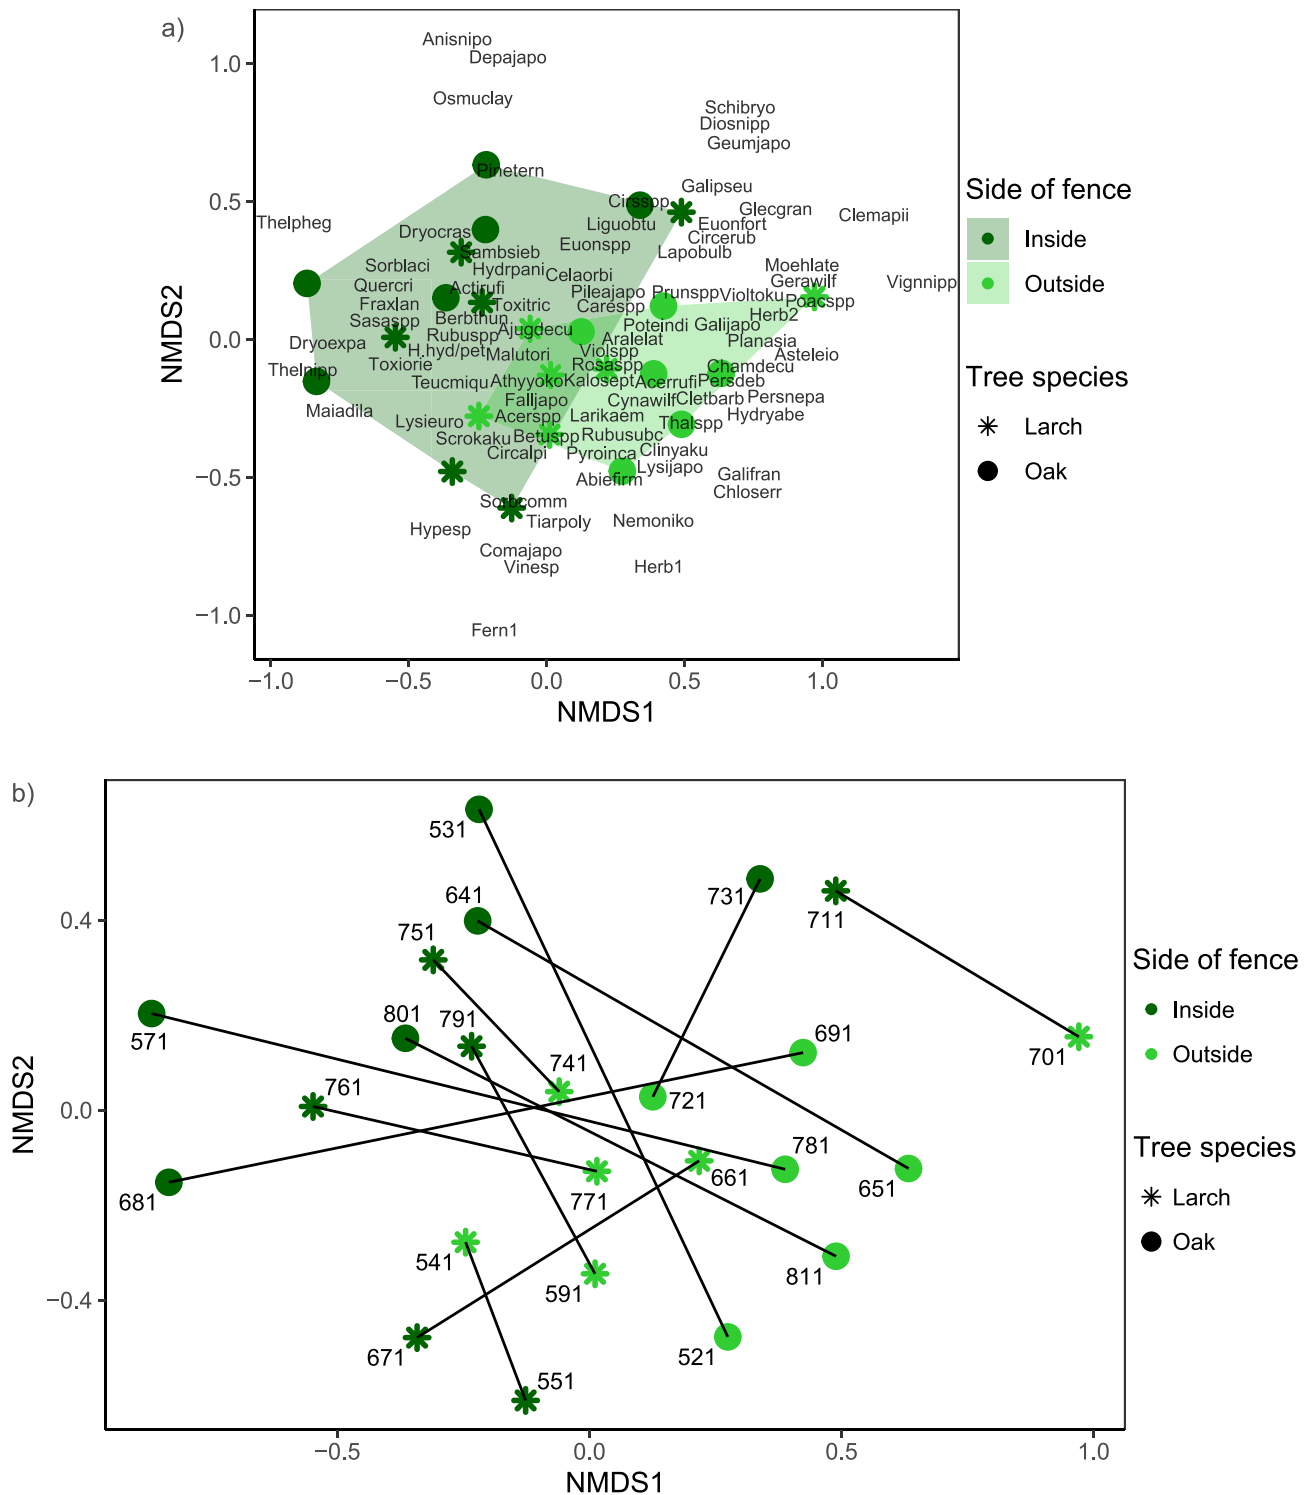 a)
Anisnipo
Depajapo
1.0
Osmuclay
Schibryo
Diosnipp
Geumjapo
Pinetern
Galipseu
Side of fence
0.5
Cirsspp
Glecgran
Clemapii
Thelpheg
Liguobtu
Euonfort
Inside
Dryocras
Circerub
Euonspp
Sambsieb
Lapobulb
Sorblaci
Hydrpani
Moehlate
Celaorbi
Gerawilf
Vignnipp
Outside
Quercri
Actirufi
Pileajapo
Prunspp
Violtoku
Poacspp
Fraxlan
Toxitric
Carespp
Herb2
Sasaspp
Berbthun
Ajugdecu
Poteindi
Galijapo
NMDS2
0.0
Dryoexpa
Rubuspp
Aralelat
Planasia
H.hyd/pet
Malutori
Violspp
Asteleio
Toxiorie
Rosaspp
Chamdecu
Thelnipp
Tree species
Teucmiqu
Athyyoko
Kalosept
Acerrufi
Persdeb
Falljapo
Cynawilf
Cletbarb
Persnepa
Maiadila
Acerspp
Larikaem
Hydryabe
Lysieuro
Thalspp
Larch
Scrokaku
Betuspp
Rubusubc
Circalpi
Pyroinca
Clinyaku
Lysijapo
Oak
−0.5
Abiefirm
Galifran
Chloserr
Sorbcomm
Hypesp
Tiarpoly
Nemoniko
Comajapo
Vinesp
Herb1
−1.0
Fern1
−1.0
−0.5
0.0
0.5
1.0
NMDS1
b)
531
641
731
711
0.4
751
Side of fence
801
791
691
Inside
571
741
701
Outside
761
721
NMDS2
0.0
781
Tree species
681
771
661
651
Larch
541
591
811
Oak
−0.4
671
521
551
−0.5
0.0
0.5
1.0
NMDS1